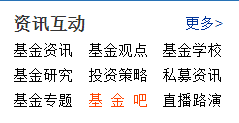 资讯互动 更多>
基金资讯 基金观点 基金学校
基金研究 投资策略 私募资讯
基金专题 基 金 吧 直播路演